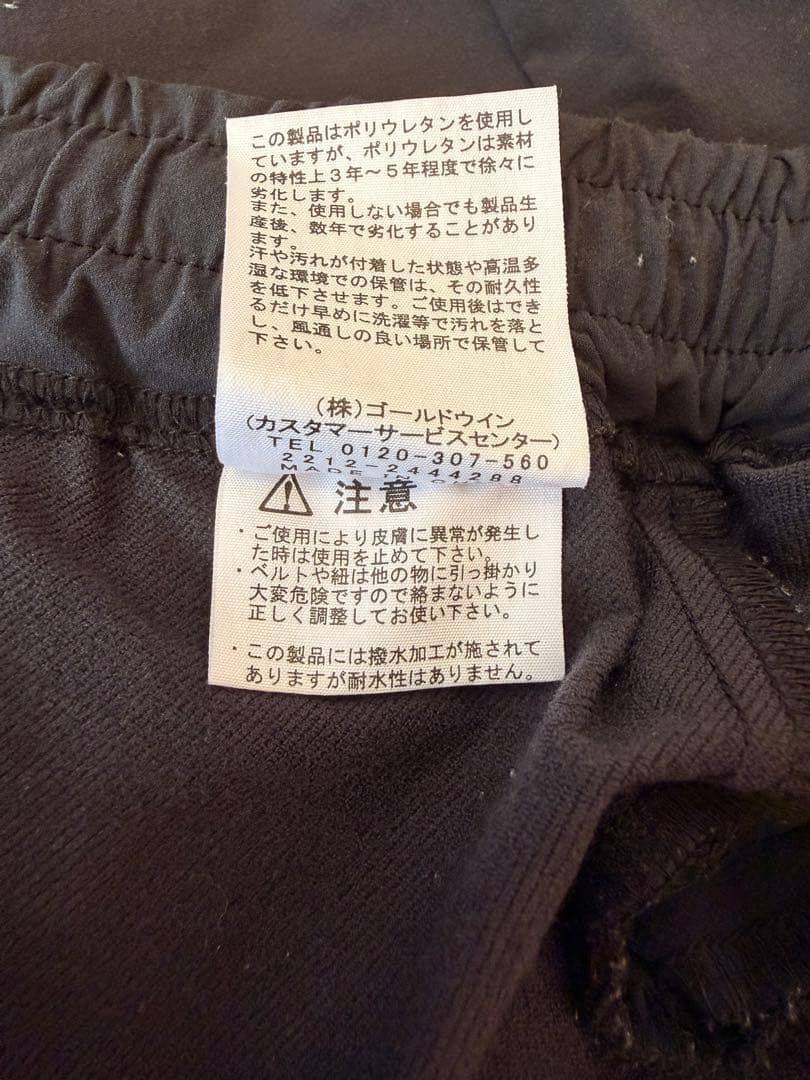 この製品はポリウレタンを使用し
ていますが、ポリウレタンは素材
の特性上3年〜5年程度で徐々に
劣化します。
また、使用しない場合でも製品生
産後、数年で劣化することがあり
ます。
汗や汚れが付着した状態や高温多
湿な環境での保管は、その耐久性
を低下させます。ご使用後はでき
るだけ早めに洗濯等で汚れを落と
し、風通しの良い場所で保管して
下さい。
(株)ゴールドウイン
(カスタマーサービスセンター)
TEL 0120-307-560
2212-2444288
MADE IN
注意
・ご使用により皮膚に異常が発生し
た時は使用を止めて下さい。
・ベルトや紐は他の物に引っ掛かり
大変危険ですので絡まないように
正しく調整してお使い下さい。
・この製品には撥水加工が施されて
ありますが耐水性はありません。